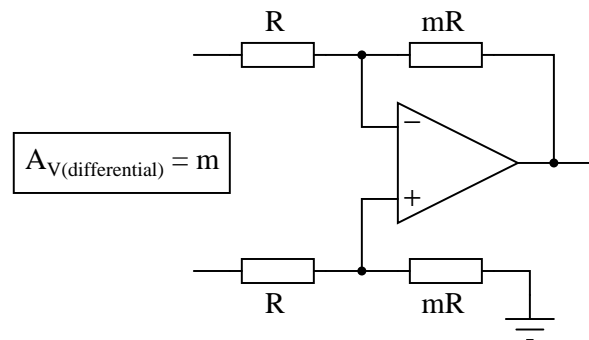 R mR
−
A_V(differential) = m
+
R mR